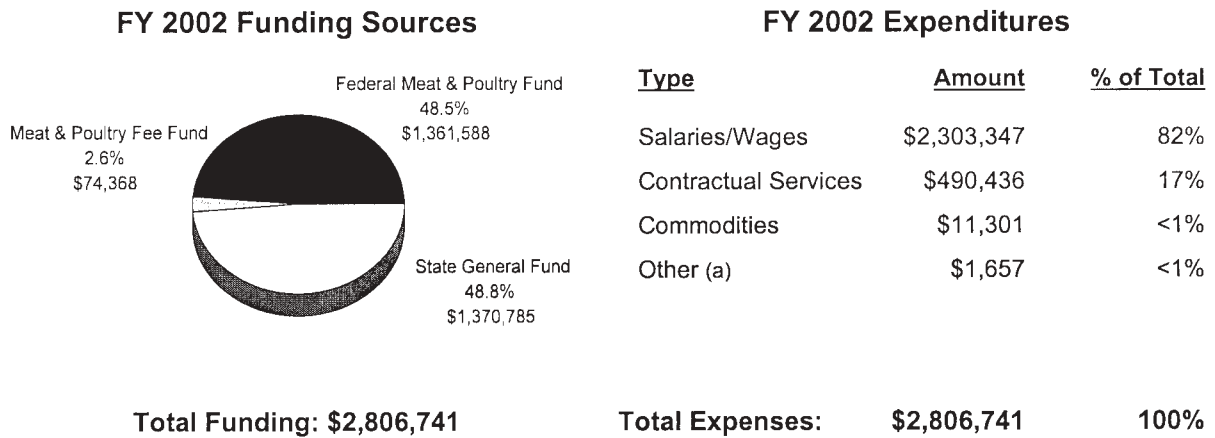 FY 2002 Funding Sources
Federal Meat & Poultry Fund
48.5%
$1,361,588
Meat & Poultry Fee Fund
2.6%
$74,368
State General Fund
48.8%
$1,370,785
Total Funding: $2,806,741
FY 2002 Expenditures
Type Amount % of Total
Salaries/Wages $2,303,347 82%
Contractual Services $490,436 17%
Commodities $11,301 <1%
Other (a) $1,657 <1%
Total Expenses: $2,806,741 100%